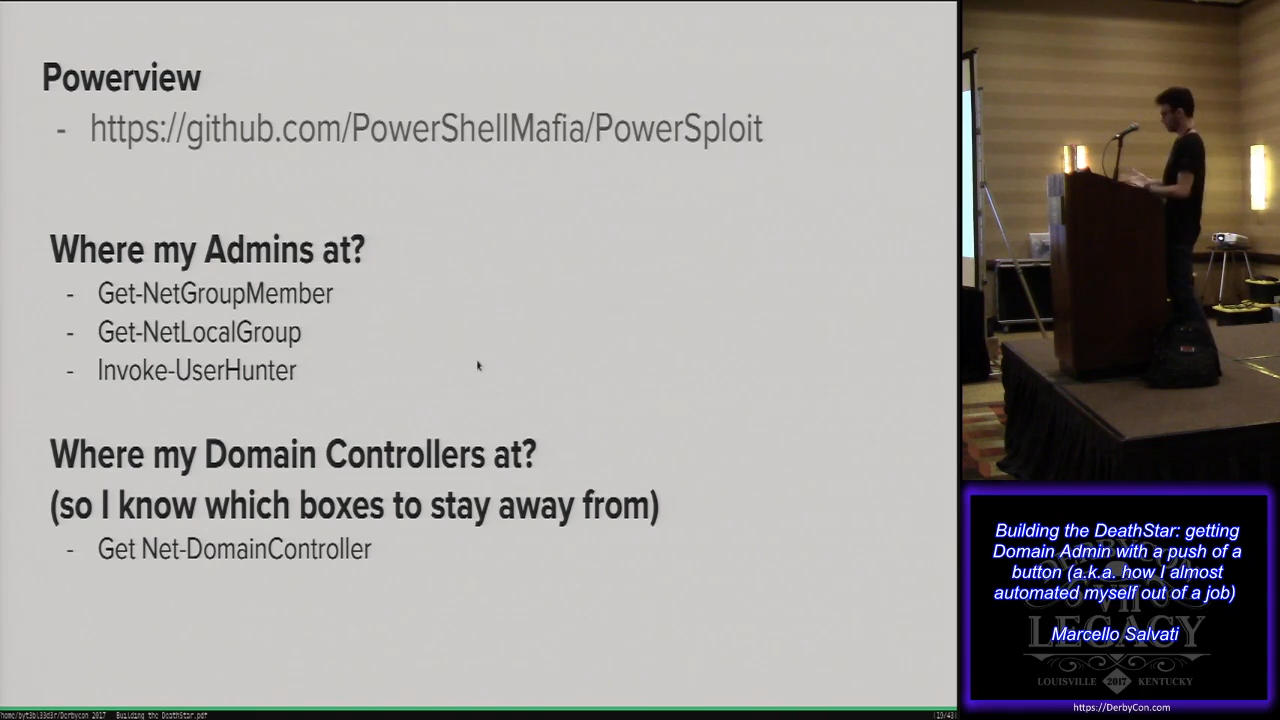 Powerview
- https://github.com/PowerShellMafia/PowerSploit
Where my Admins at?
- Get-NetGroupMember
- Get-NetLocalGroup
- Invoke-UserHunter
Where my Domain Controllers at?
(so I know which boxes to stay away from)
- Get Net-DomainController
Building the DeathStar: getting
Domain Admin with a push of a
button (a.k.a. how I almost
automated myself out of a job)
Marcello Salvati
LEGACY
LOUISVILLE 2017 KENTUCKY
https://DerbyCon.com